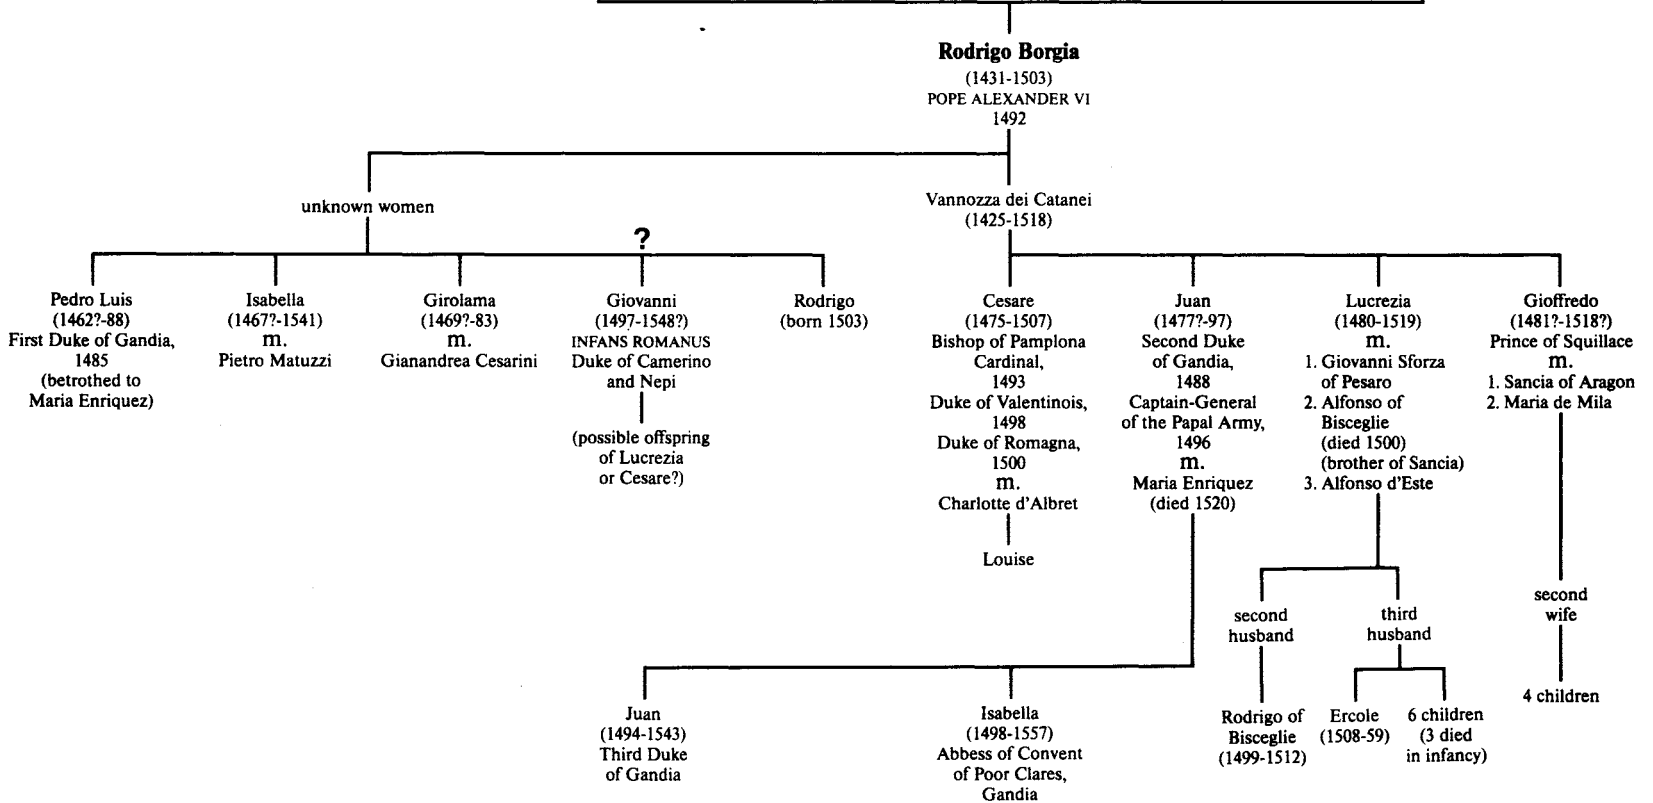 Rodrigo Borgia
(1431-1503)
POPE ALEXANDER VI
1492
unknown women
Vannozza dei Catanei
(1425-1518)
?
Pedro Luis
(1462?-88)
First Duke of Gandia,
1485
(betrothed to
Maria Enriquez)
Isabella
(1467?-1541)
m.
Pietro Matuzzi
Girolama
(1469?-83)
m.
Gianandrea Cesarini
Giovanni
(1497-1548?)
INFANS ROMANUS
Duke of Camerino
and Nepi
(possible offspring
of Lucrezia
or Cesare?)
Rodrigo
(born 1503)
Cesare
(1475-1507)
Bishop of Pamplona
Cardinal,
1493
Duke of Valentinois,
1498
Duke of Romagna,
1500
m.
Charlotte d'Albret
Louise
Juan
(1477?-97)
Second Duke
of Gandia,
1488
Captain-General
of the Papal Army,
1496
m.
Maria Enriquez
(died 1520)
Lucrezia
(1480-1519)
m.
1. Giovanni Sforza
of Pesaro
2. Alfonso of
Bisceglie
(died 1500)
(brother of Sancia)
3. Alfonso d'Este
Gioffredo
(1481?-1518?)
Prince of Squillace
m.
1. Sancia of Aragon
2. Maria de Mila
second
husband
third
husband
second
wife
4 children
Juan
(1494-1543)
Third Duke
of Gandia
Isabella
(1498-1557)
Abbess of Convent
of Poor Clares,
Gandia
Rodrigo of
Bisceglie
(1499-1512)
Ercole
(1508-59)
6 children
(3 died
in infancy)